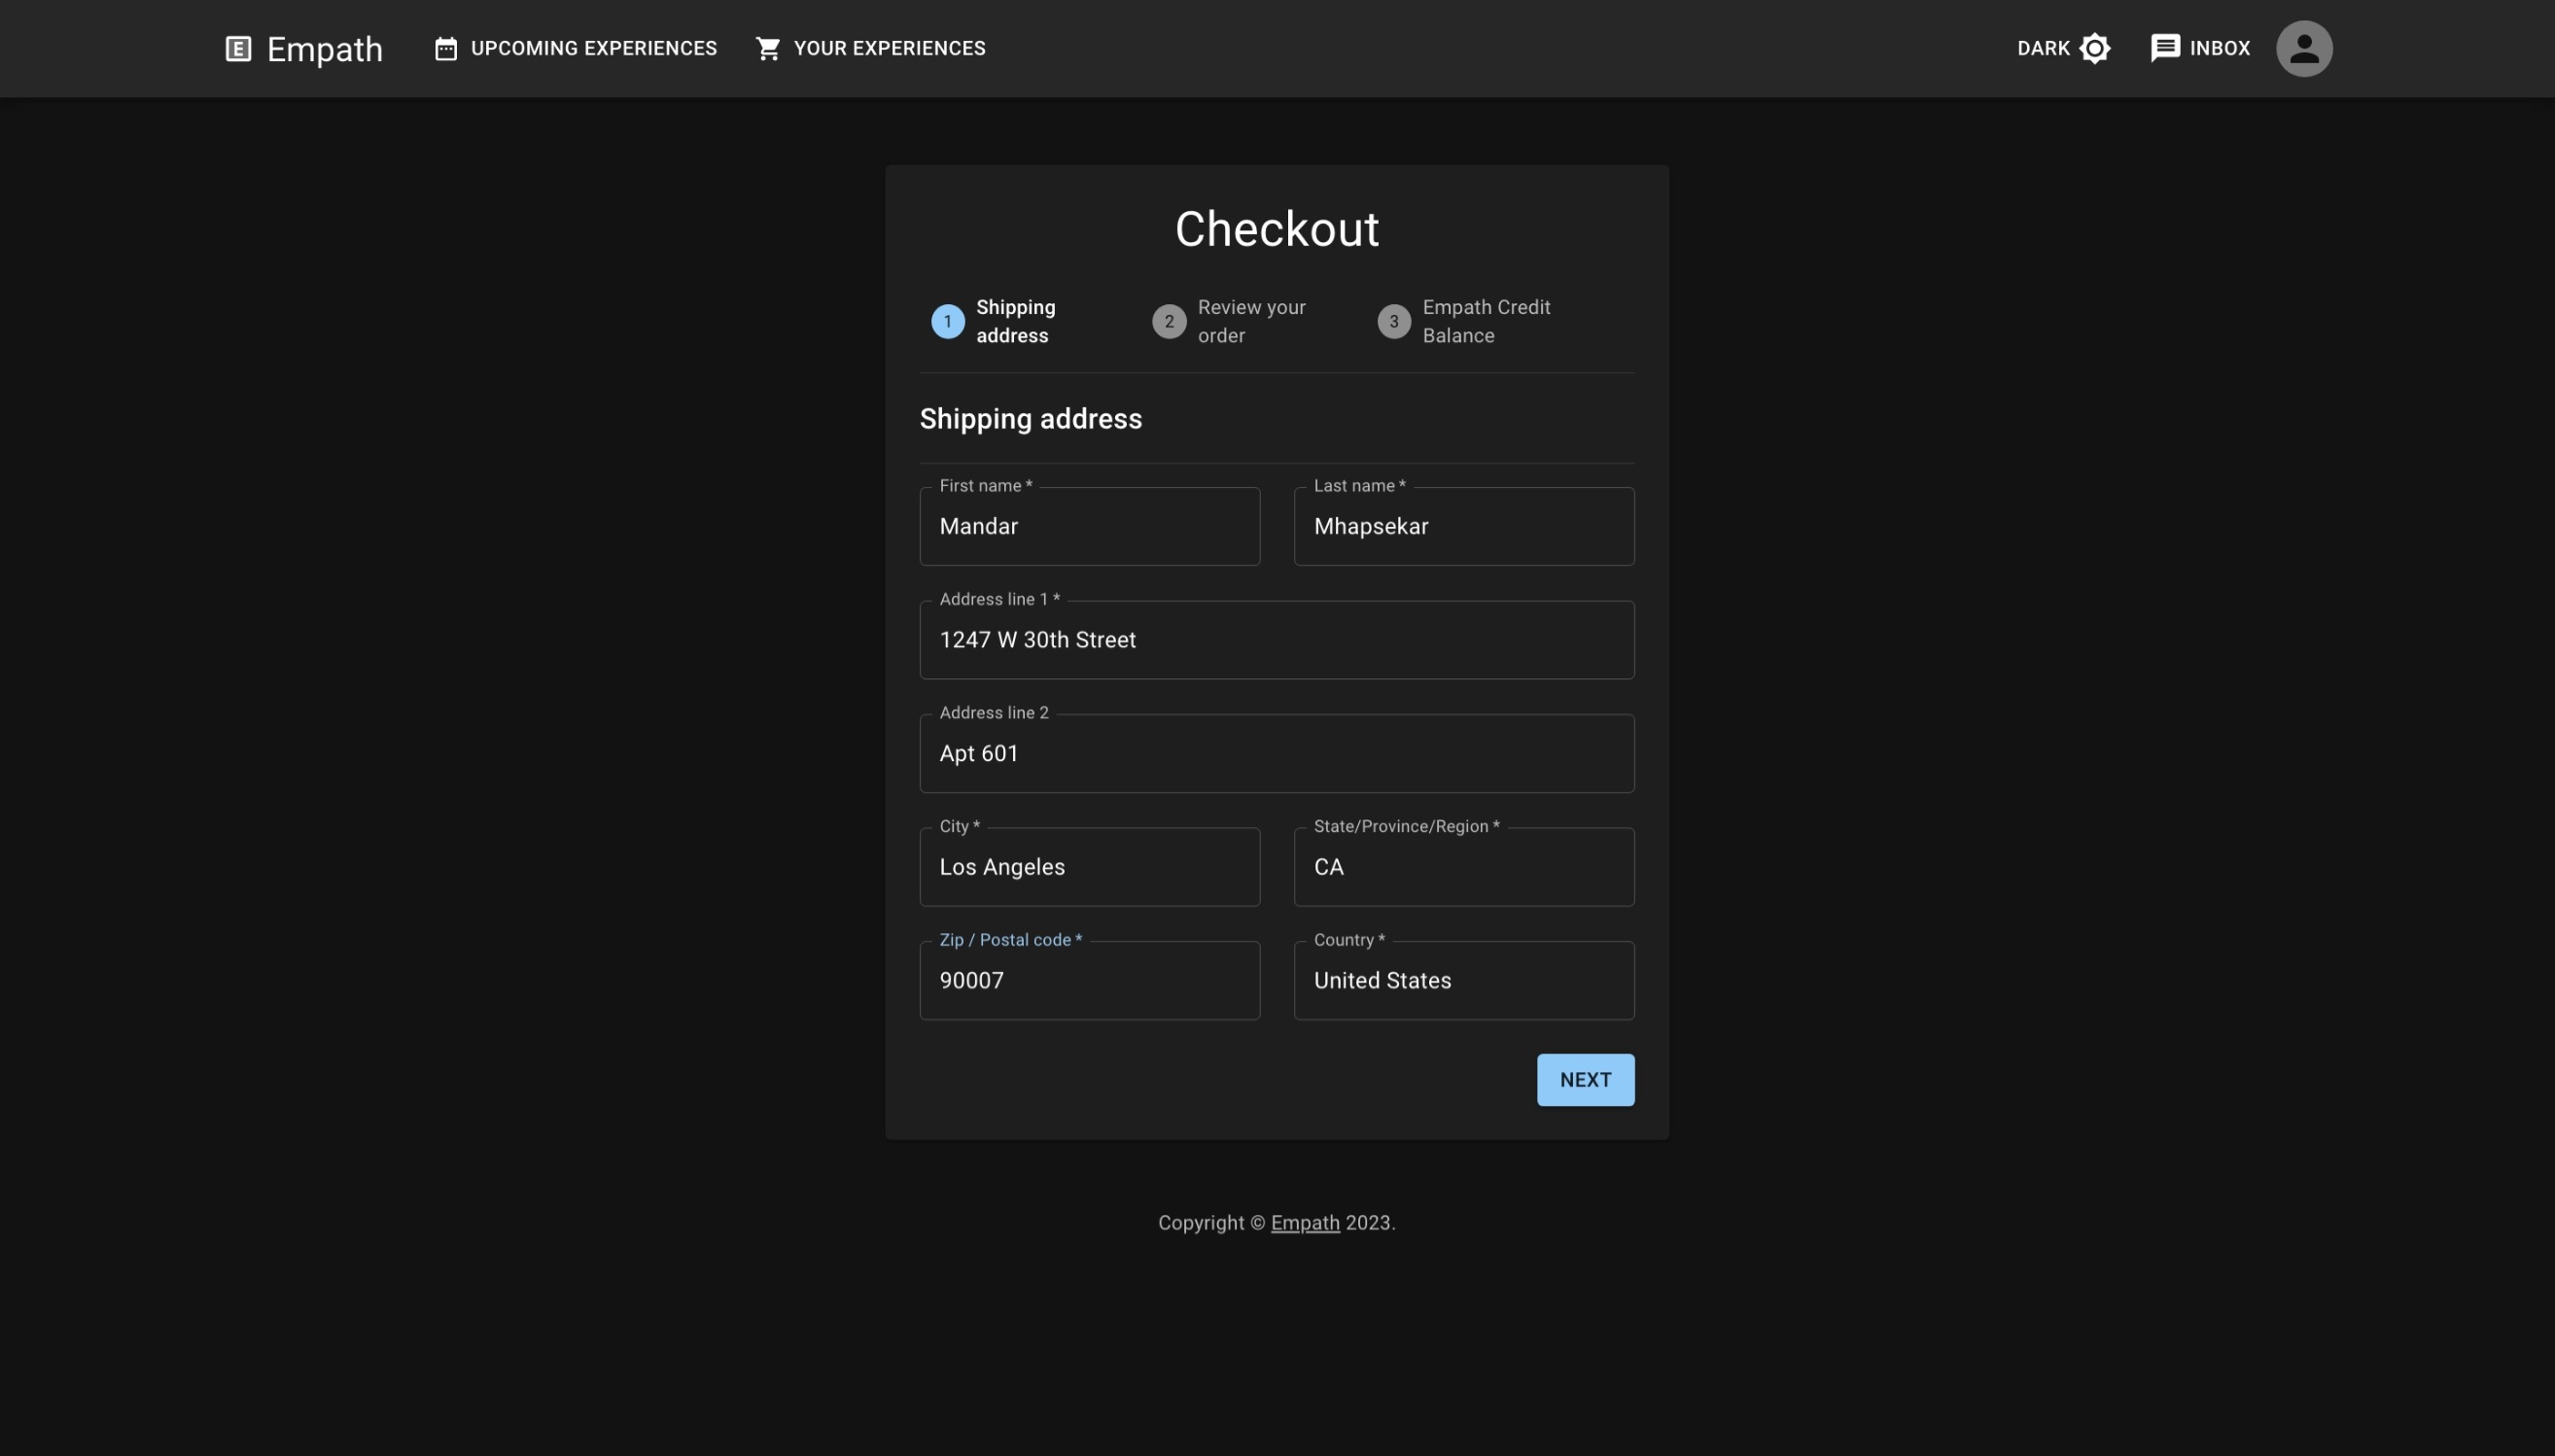 E Empath UPCOMING EXPERIENCES YOUR EXPERIENCES DARK INBOX
Checkout
1 Shipping address
2 Review your order
3 Empath Credit Balance
Shipping address
First name *
Mandar
Last name *
Mhapsekar
Address line 1 *
1247 W 30th Street
Address line 2
Apt 601
City *
Los Angeles
State/Province/Region *
CA
Zip / Postal code *
90007
Country *
United States
NEXT
Copyright © Empath 2023.